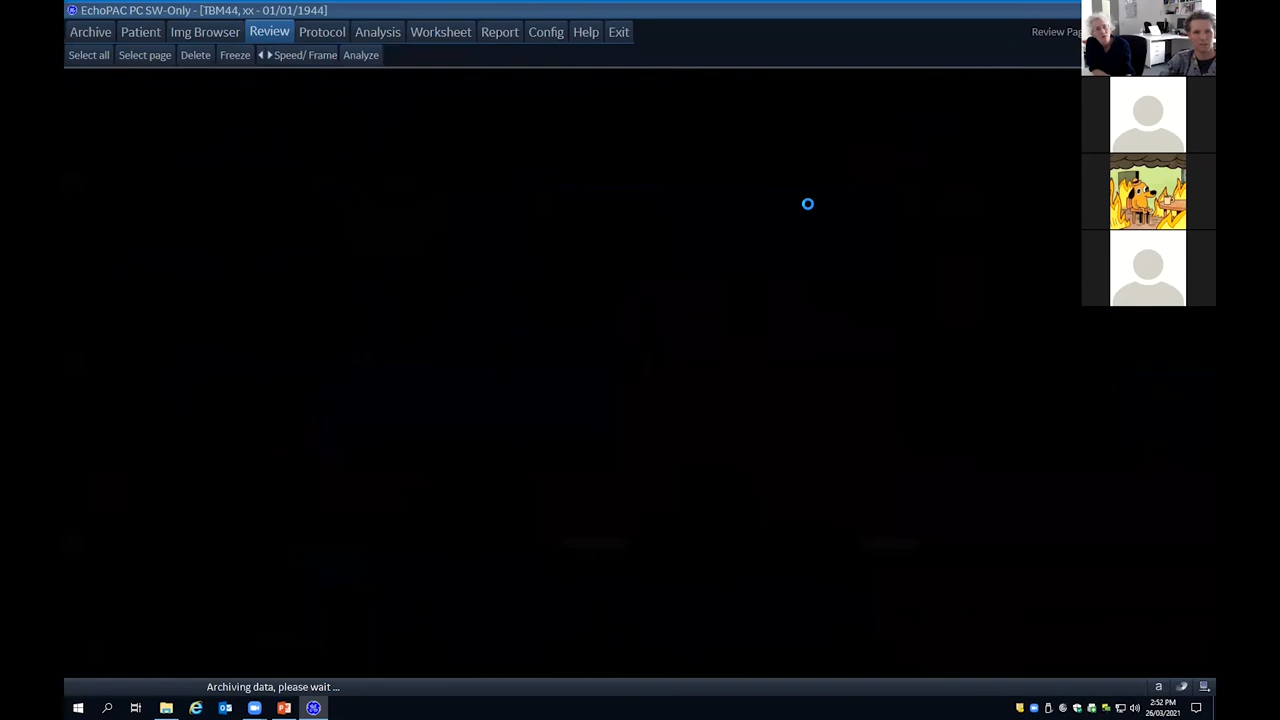 EchoPAC PC SW-Only - [TBM44, xx - 01/01/1944]
Archive Patient Img Browser Review Protocol Analysis Worksheet Report Config Help Exit Review
Select all Select page Delete Freeze Speed/ Frame Analyze
Archiving data, please wait ...
a
2:52 PM
26/03/2021